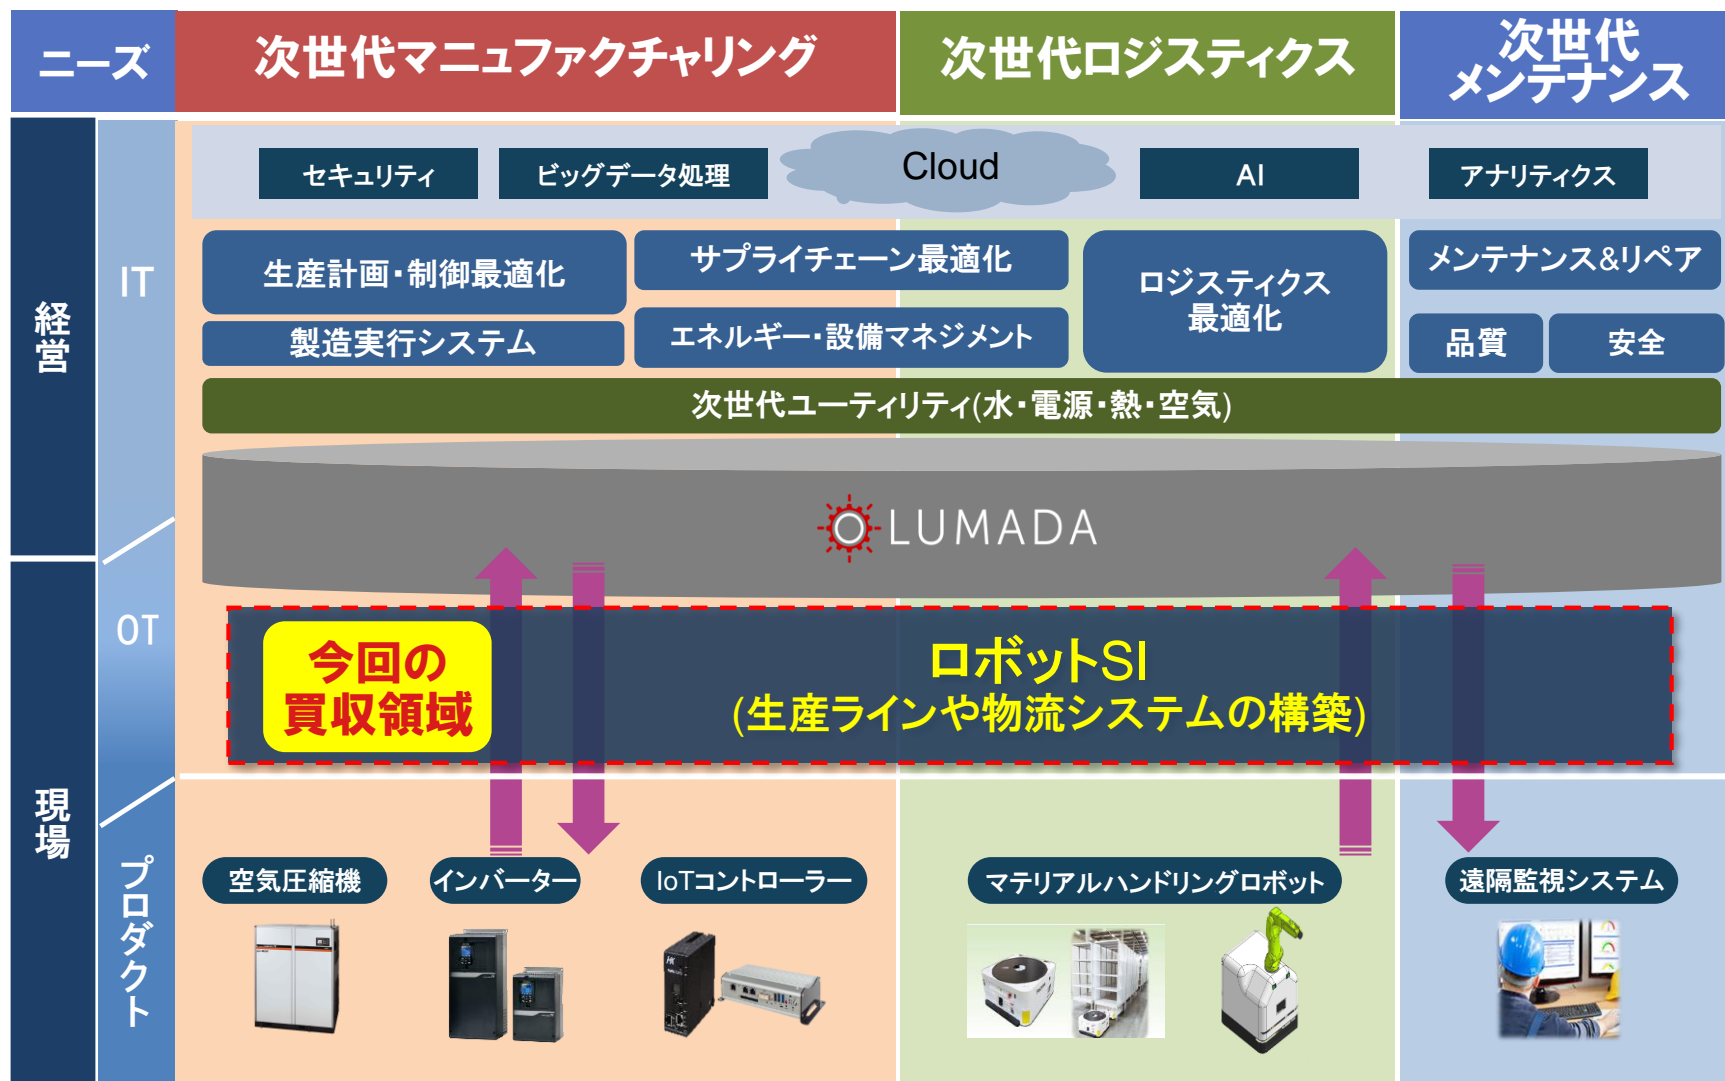 ニーズ
次世代マニュファクチャリング
次世代ロジスティクス
次世代
メンテナンス
経営
IT
セキュリティ
ビッグデータ処理
Cloud
AI
アナリティクス
生産計画・制御最適化
サプライチェーン最適化
ロジスティクス
最適化
メンテナンス&リペア
製造実行システム
エネルギー・設備マネジメント
品質
安全
次世代ユーティリティ(水・電源・熱・空気)
LUMADA
現場
OT
今回の
買収領域
ロボットSI
(生産ラインや物流システムの構築)
プロダクト
空気圧縮機
インバーター
IoTコントローラー
マテリアルハンドリングロボット
遠隔監視システム